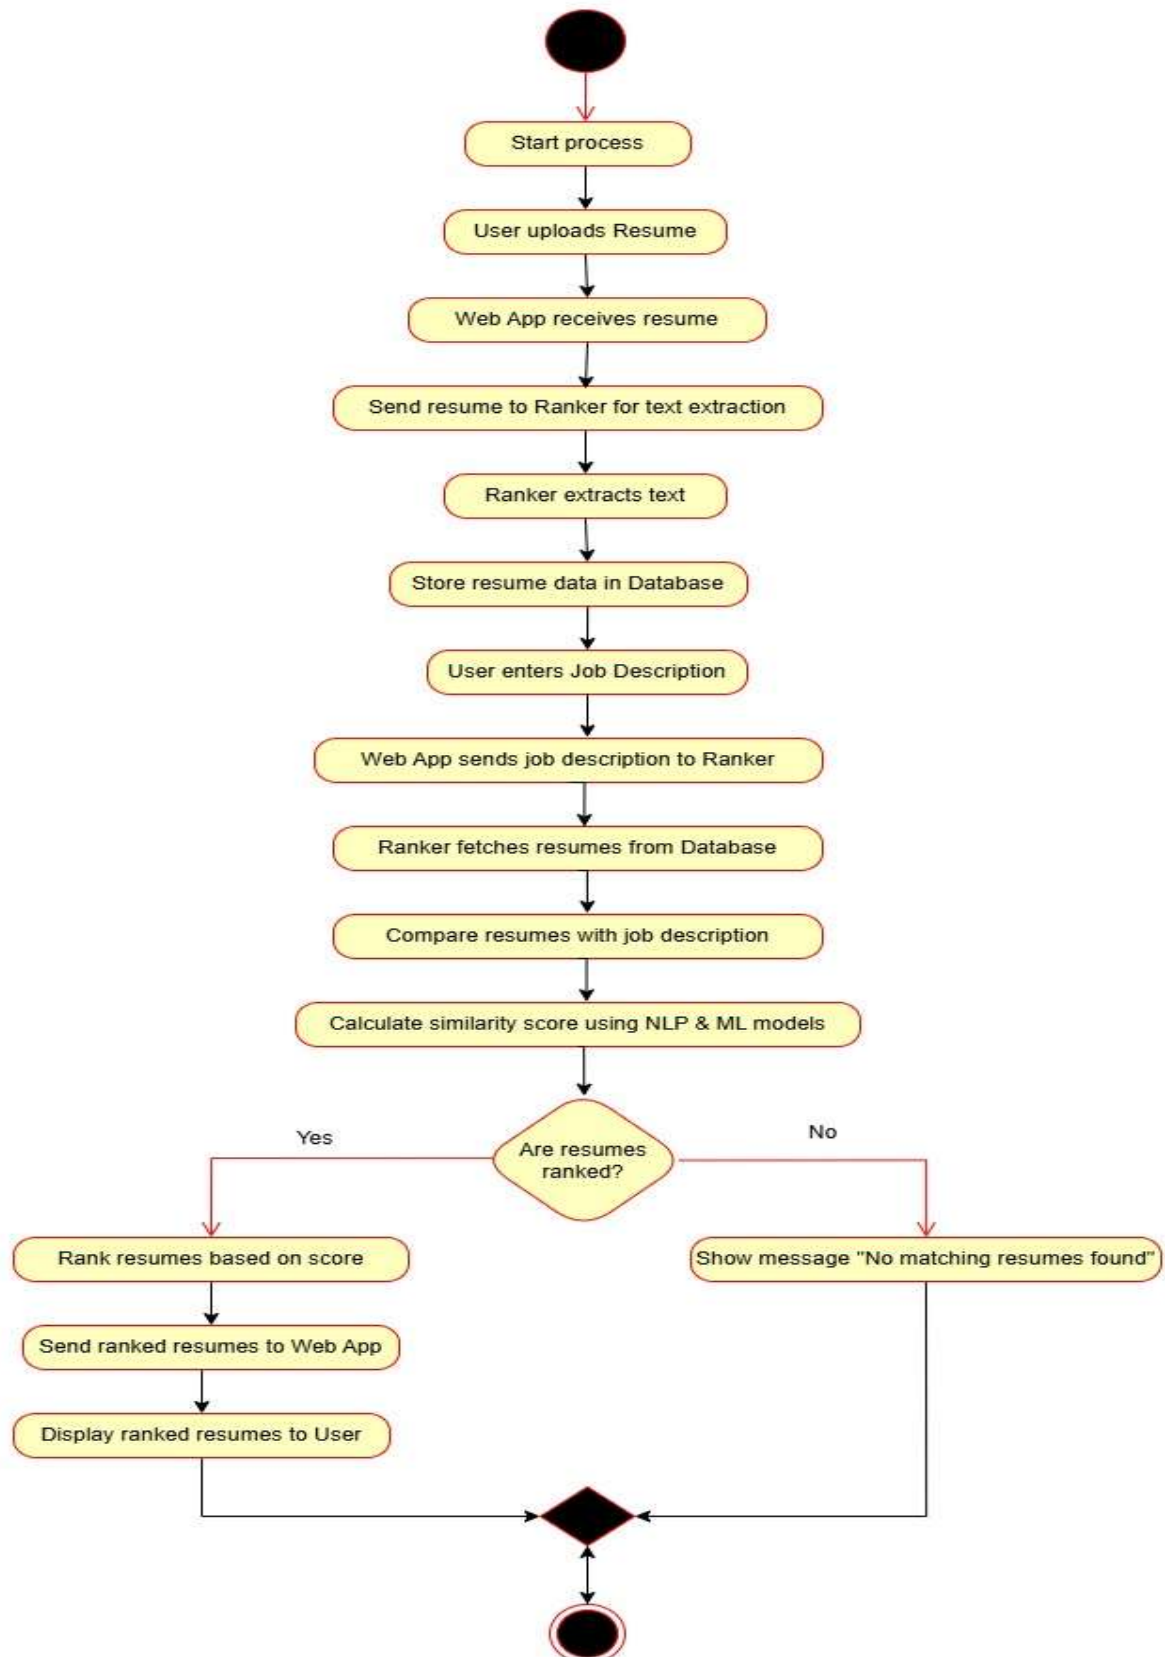 Start process
User uploads Resume
Web App receives resume
Send resume to Ranker for text extraction
Ranker extracts text
Store resume data in Database
User enters Job Description
Web App sends job description to Ranker
Ranker fetches resumes from Database
Compare resumes with job description
Calculate similarity score using NLP & ML models
Are resumes
ranked?
Yes
No
Rank resumes based on score
Show message "No matching resumes found"
Send ranked resumes to Web App
Display ranked resumes to User